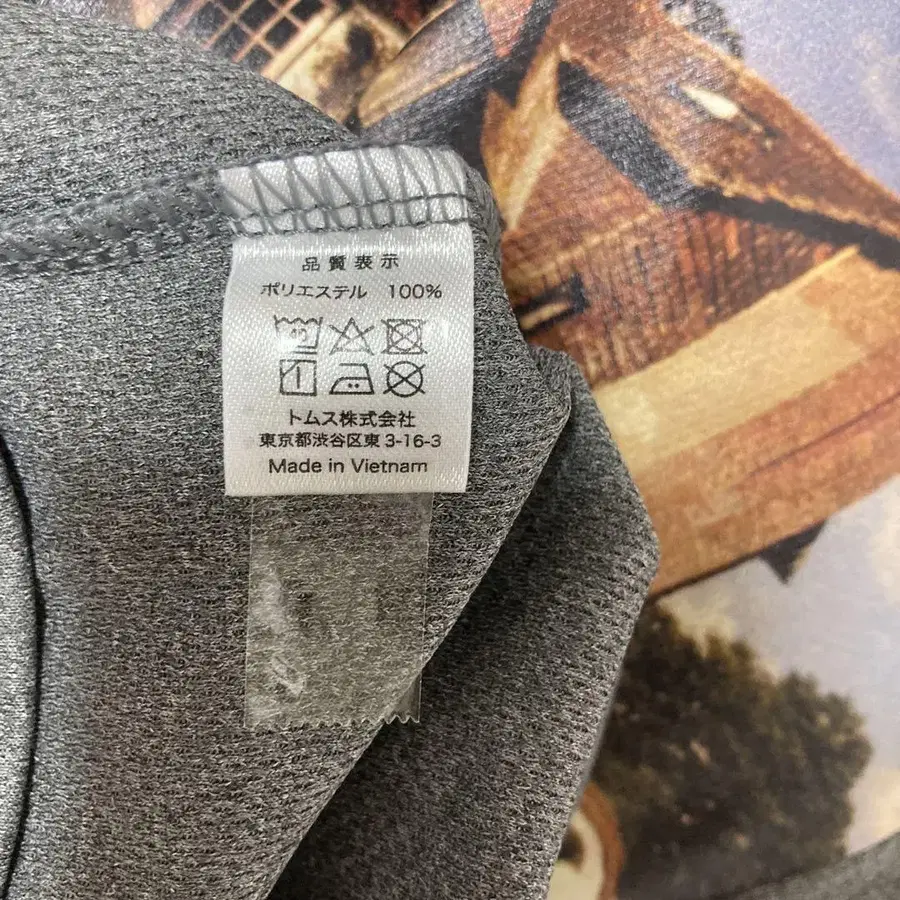 品質表示
ポリエステル 100%
トムス株式会社
東京都渋谷区東3-16-3
Made in Vietnam